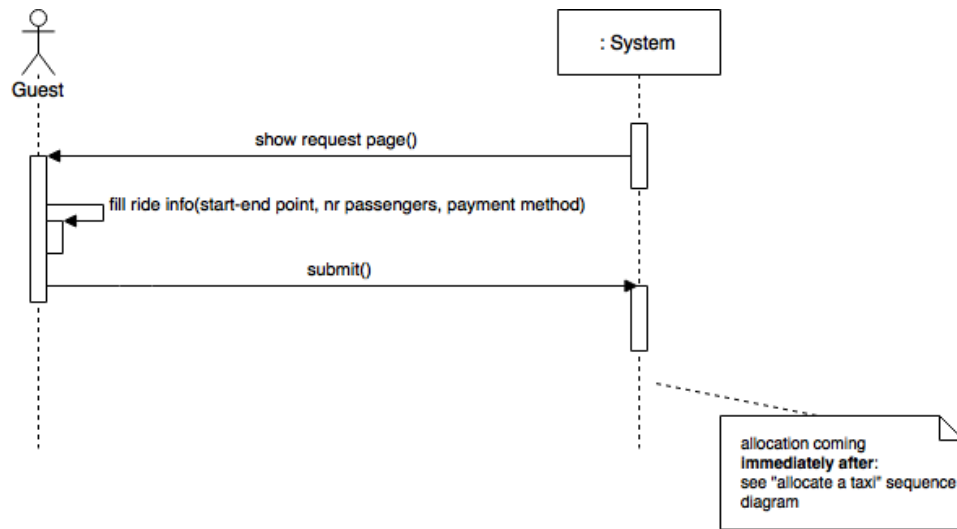 : System
Guest
show request page()
fill ride info(start-end point, nr passengers, payment method)
submit()
allocation coming
immediately after:
see "allocate a taxi" sequence
diagram